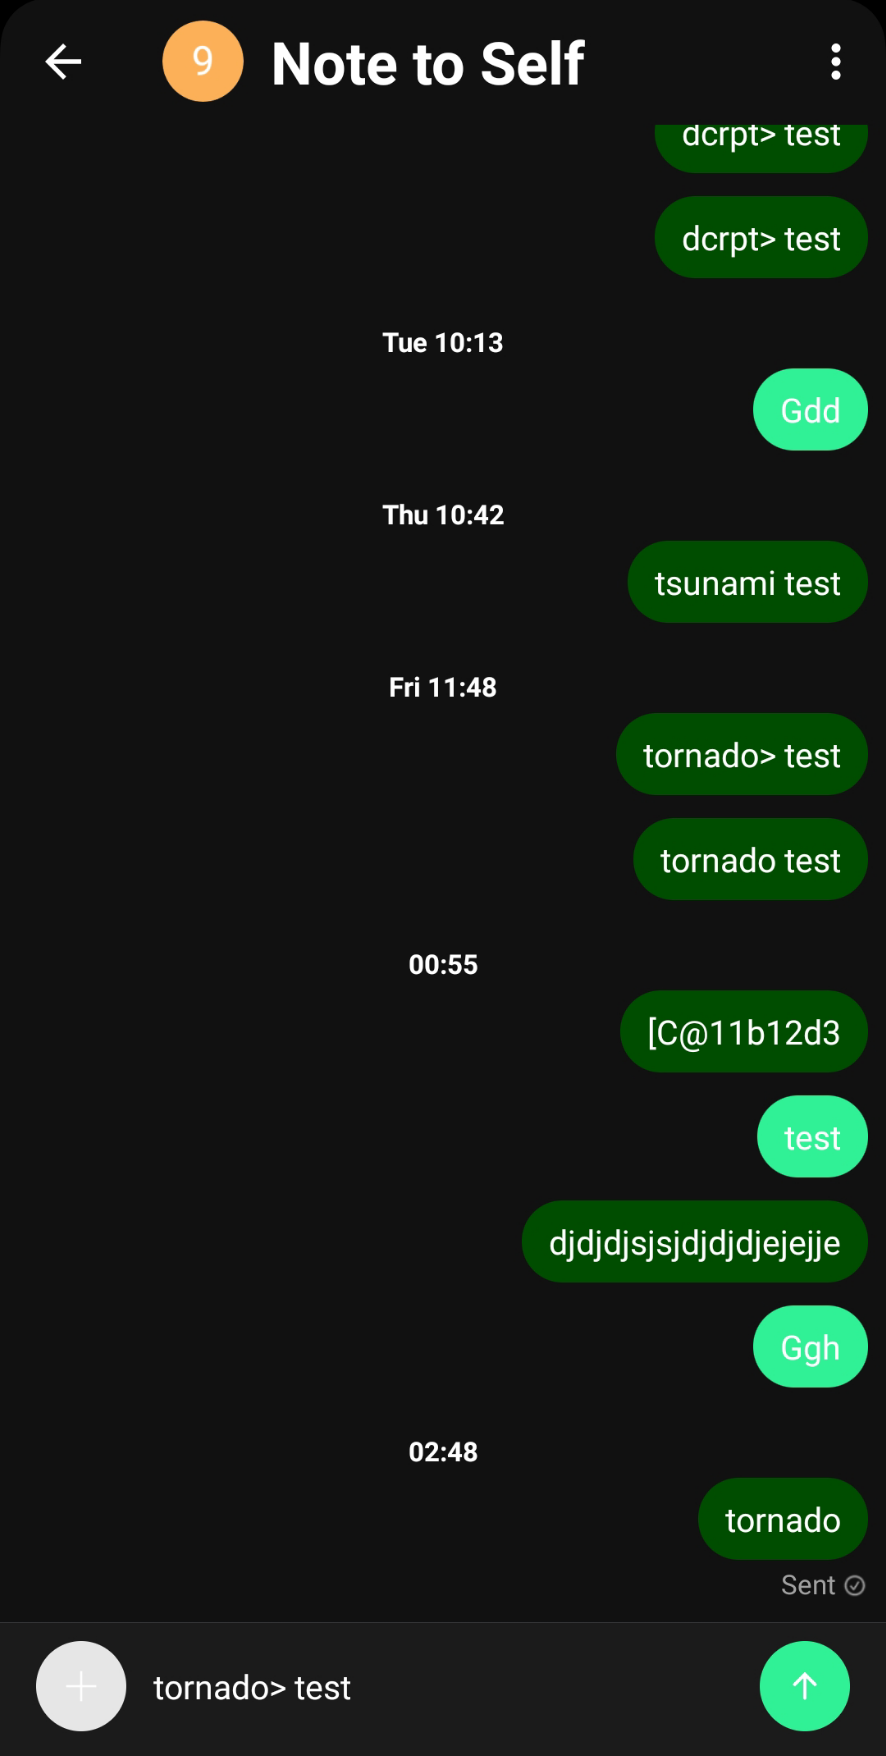 9 Note to Self
dcrpt> test
dcrpt> test
Tue 10:13
Gdd
Thu 10:42
tsunami test
Fri 11:48
tornado> test
tornado test
00:55
[C@11b12d3
test
djdjdjsjsjdjdjdjejejje
Ggh
02:48
tornado
Sent
tornado> test